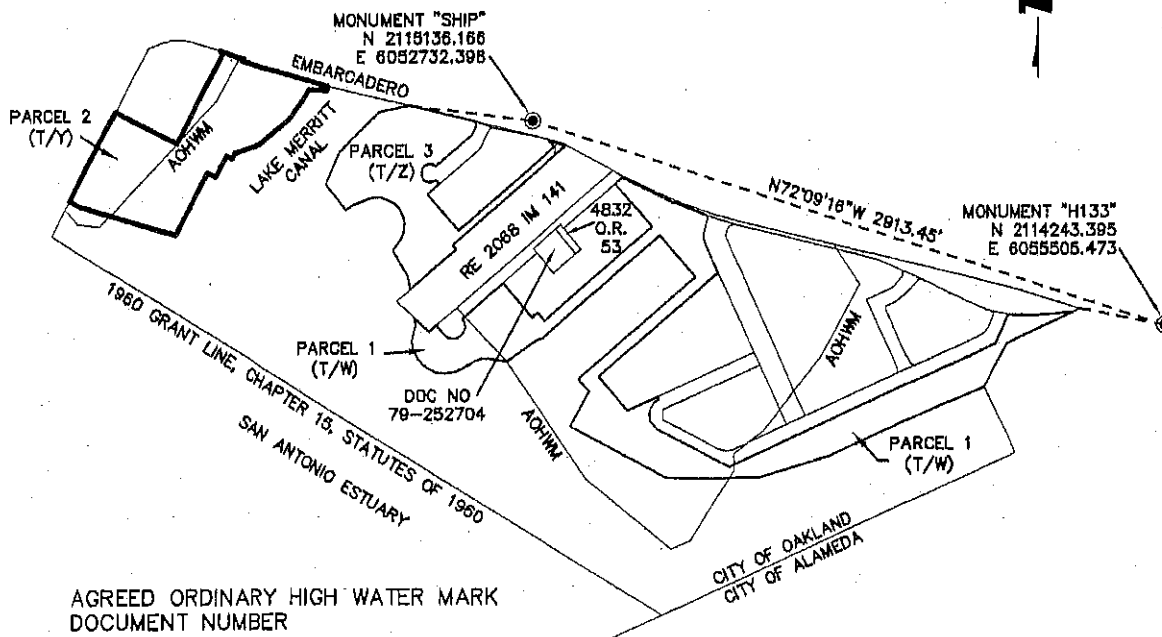 MONUMENT "SHIP"
N 2115136.166
E 6052732.396
EMBARCADERO
PARCEL 2
(T/Y)
AOHWM
LAKE MERRITT
CANAL
PARCEL 3
(T/Z)
RE 2068 IM 141
4832
O.R.
53
N72°09'16"W 2913.45'
MONUMENT "H133"
N 2114243.395
E 6055505.473
AOHWM
1960 GRANT LINE, CHAPTER 15, STATUTES OF 1960
SAN ANTONIO ESTUARY
PARCEL 1
(T/W)
DOC NO
79-252704
AOHWM
PARCEL 1
(T/W)
CITY OF OAKLAND
CITY OF ALAMEDA
AGREED ORDINARY HIGH WATER MARK
DOCUMENT NUMBER